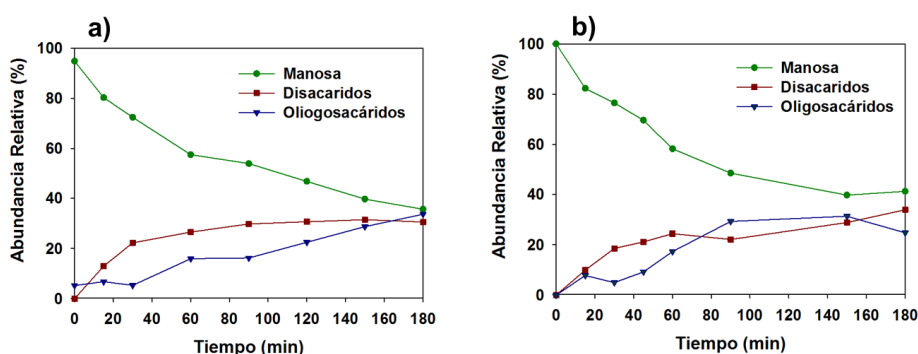 a)
Abundancia Relativa (%)
100
80
60
40
20
0
Manosa
Disacaridos
Oliogosacáridos
0 20 40 60 80 100 120 140 160 180
Tiempo (min)
b)
Abundancia Relativa (%)
100
80
60
40
20
0
Manosa
Disacaridos
Oligosacáridos
0 20 40 60 80 100 120 140 160 180
Tiempo (min)